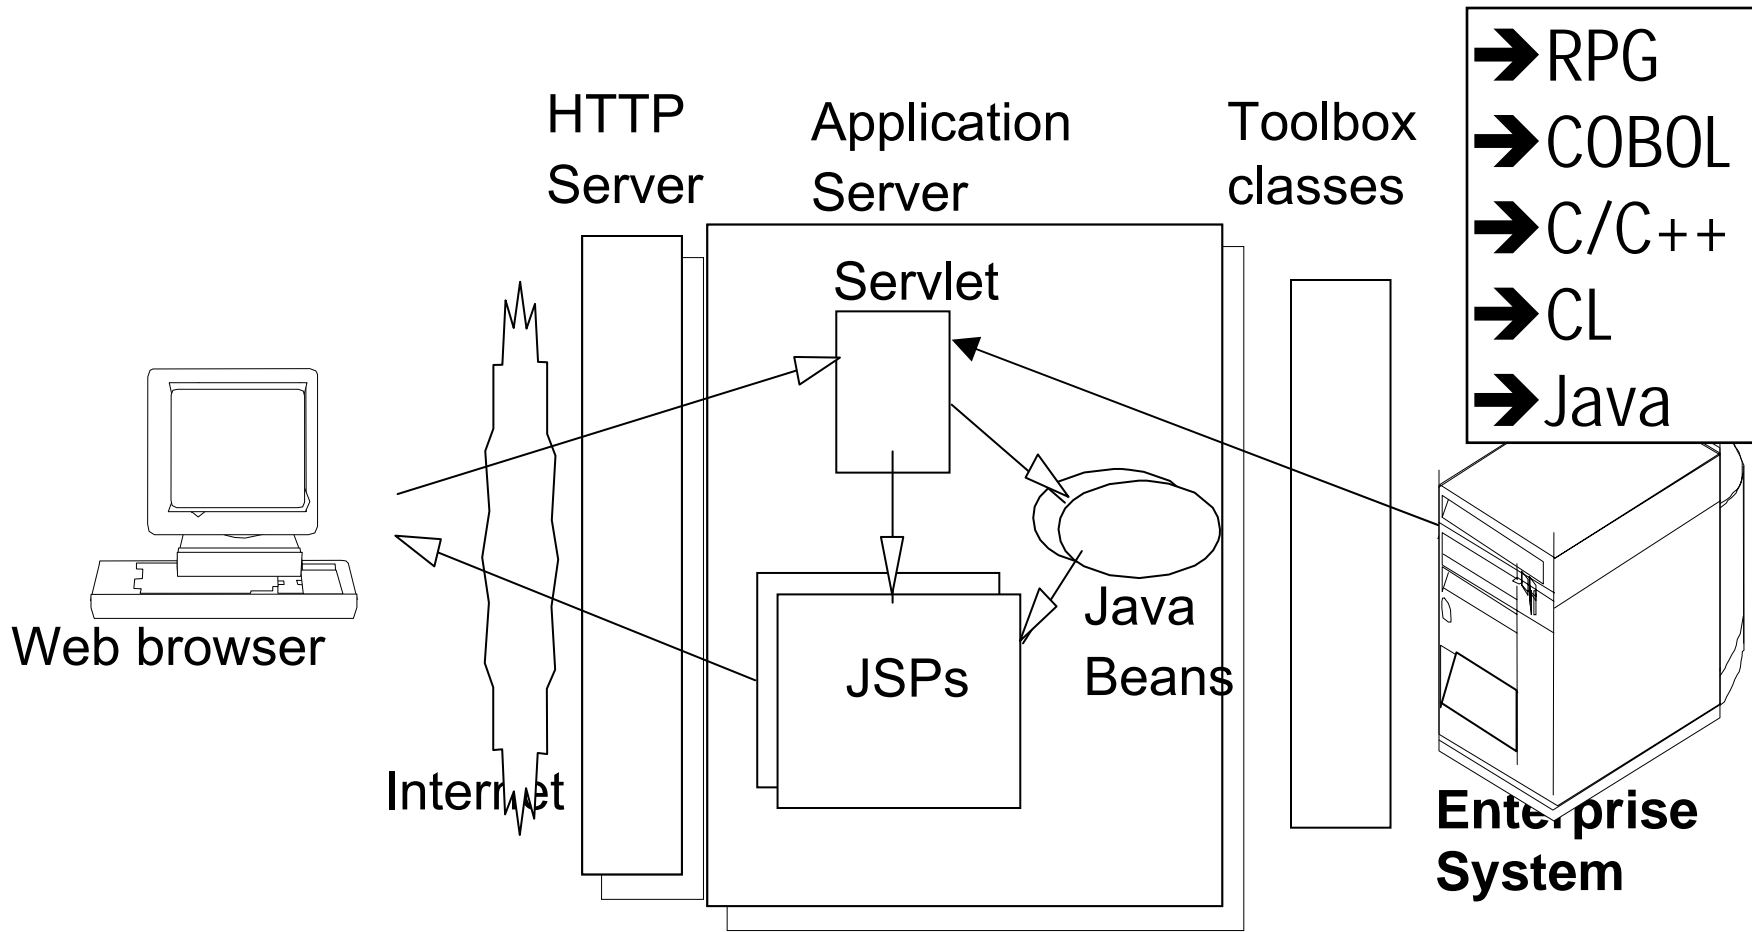 HTTP
Server
Application
Server
Toolbox
classes
RPG
COBOL
C/C++
CL
Java
Servlet
Web browser
Internet
JSPs
Java
Beans
Enterprise
System